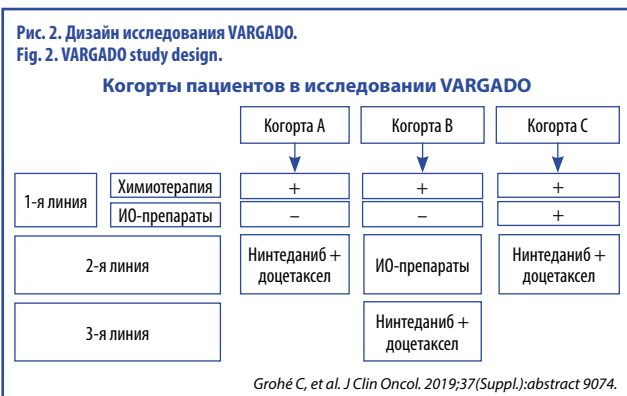 Рис. 2. Дизайн исследования VARGADO.
Fig. 2. VARGADO study design.
Когорты пациентов в исследовании VARGADO
Когорта А Когорта В Когорта С
1-я линия Химиотерапия + + +
ИО-препараты – – +
2-я линия Нинтеданиб + доцетаксел ИО-препараты Нинтеданиб + доцетаксел
3-я линия Нинтеданиб + доцетаксел
Grohé C, et al. J Clin Oncol. 2019;37(Suppl.):abstract 9074.